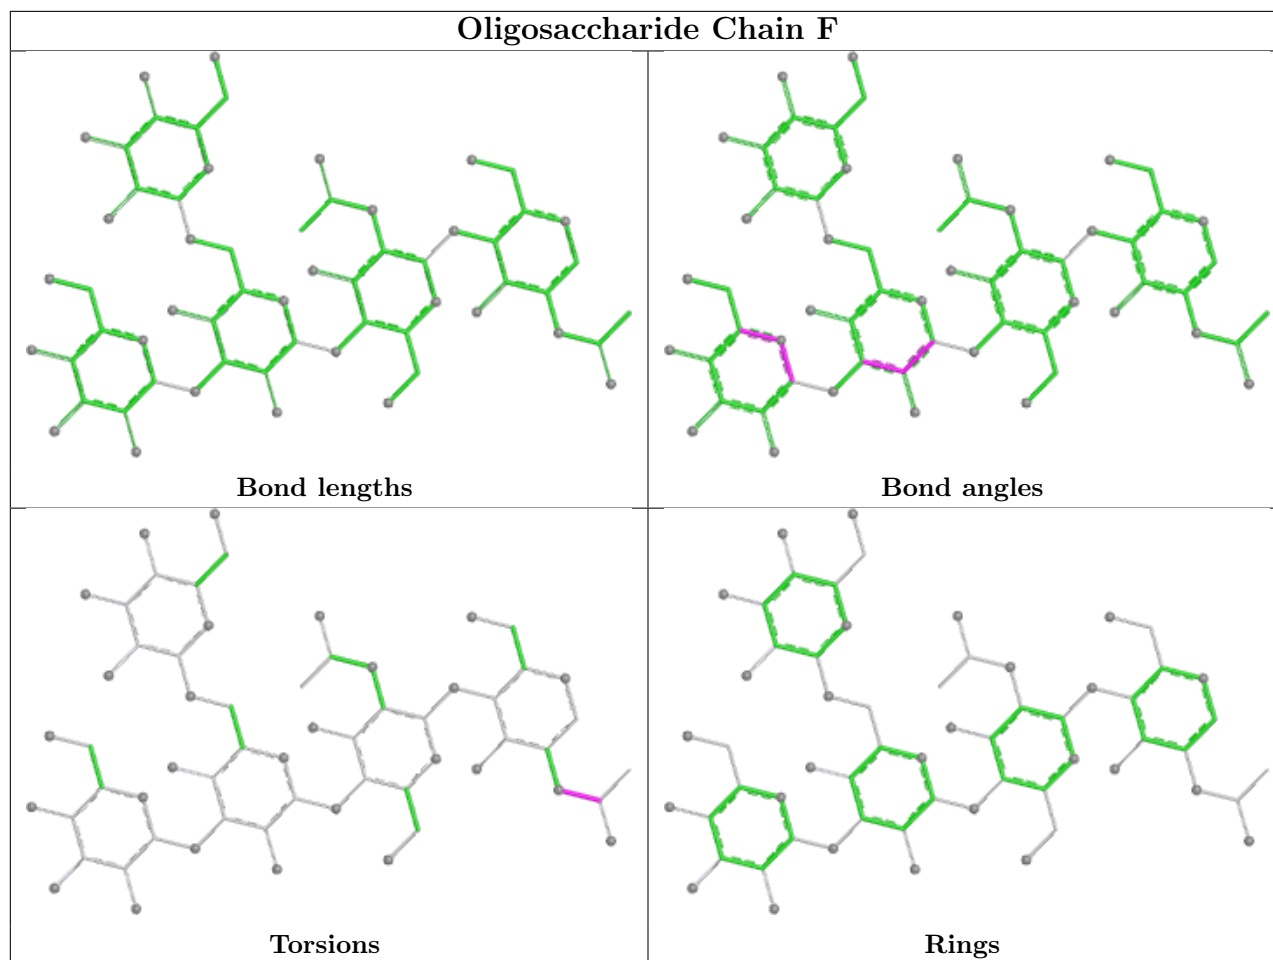 Oligosaccharide Chain F
Bond lengths
Bond angles
Torsions
Rings